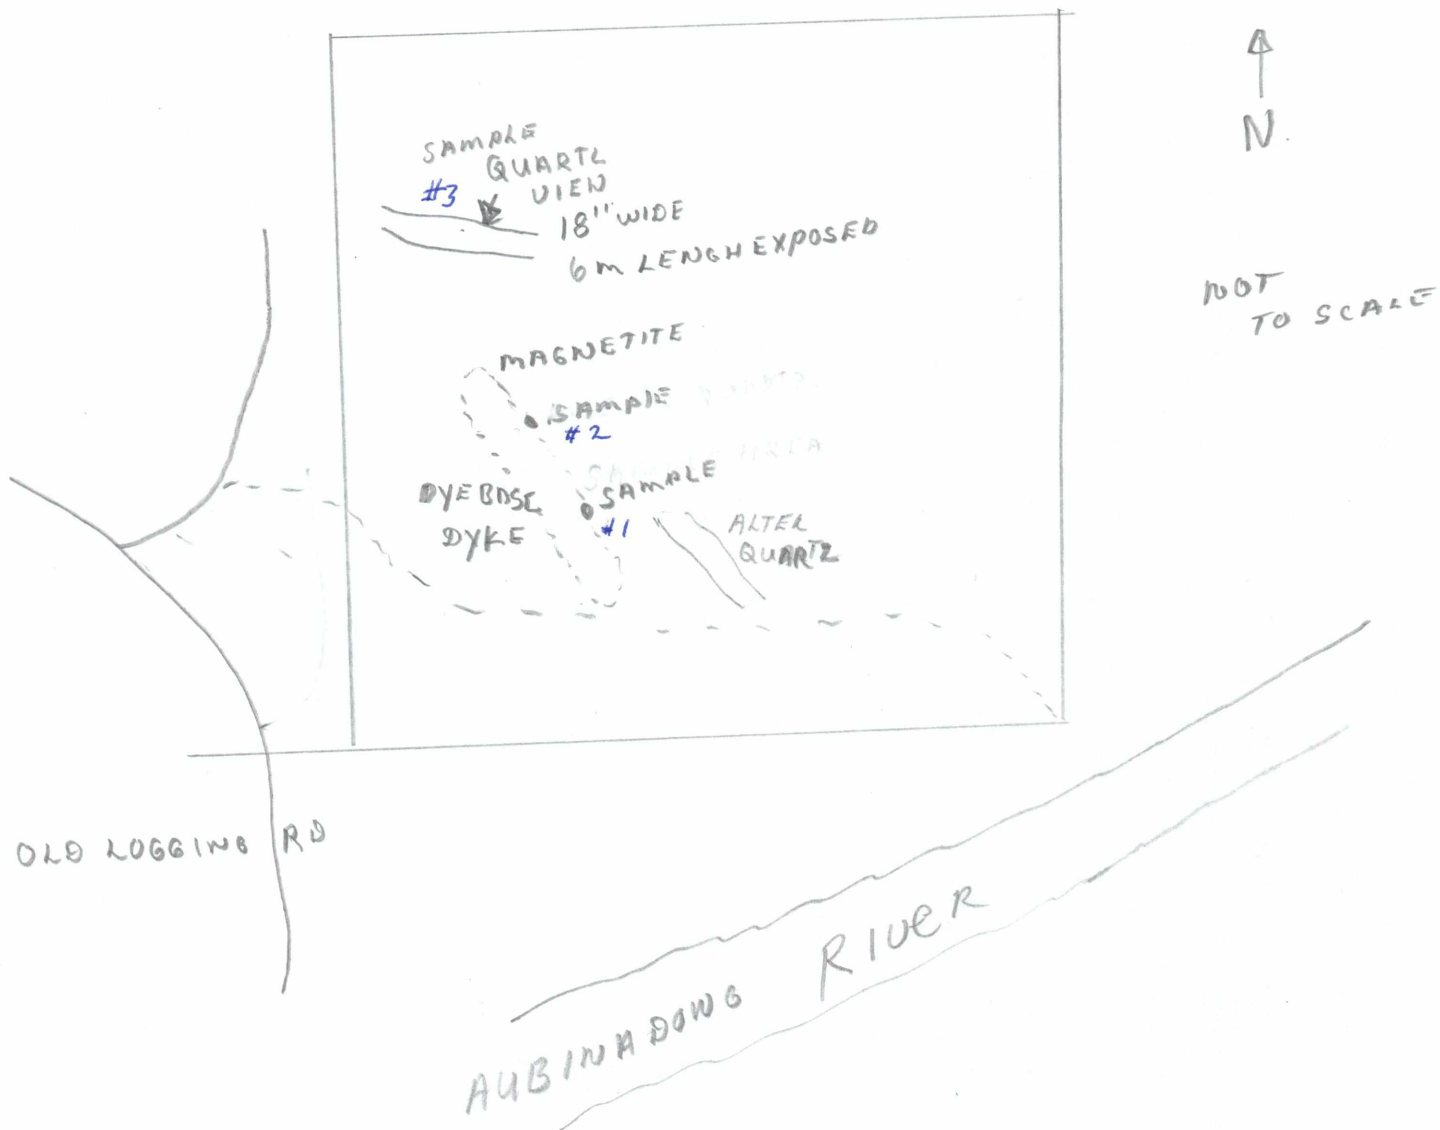 N
SAMPLE
QUARTZ
#3
VIEN
18" WIDE
6m LENGH EXPOSED
NOT
TO SCALE
MAGNETITE
SAMPLE
#2
SAMPLE
#1
DYEBASE
DYKE
ALTER
QUARTZ
OLD LOGGING RD
AUBINADONG RIVER